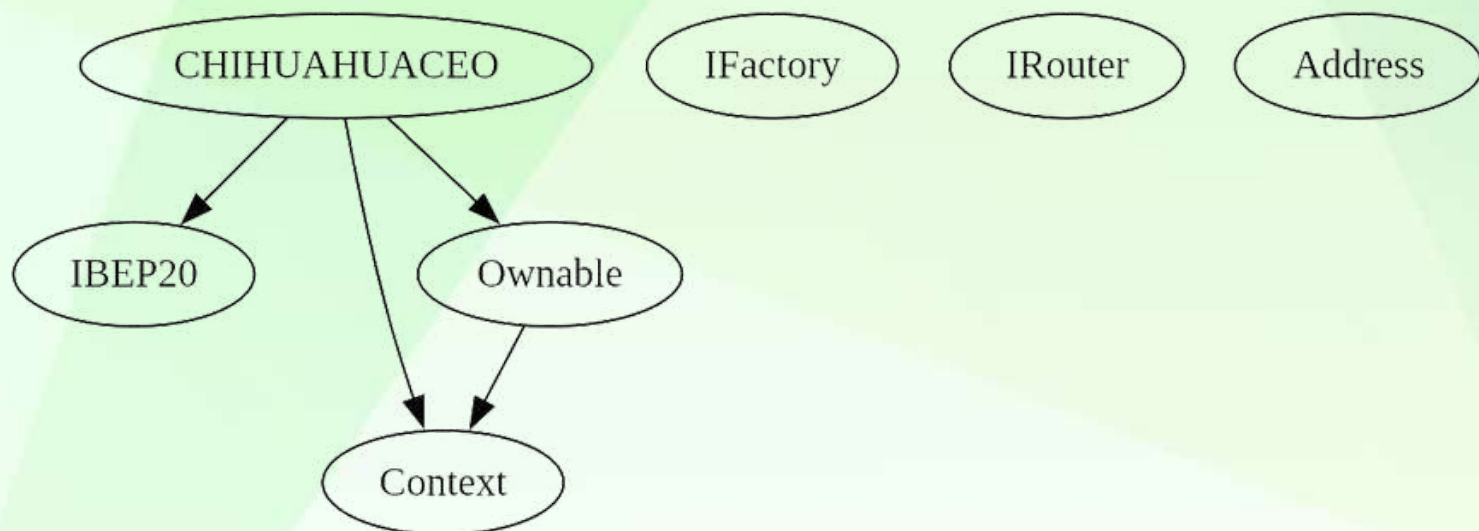 CHIHUAHUACEO
IFactory
IRouter
Address
IBEP20
Ownable
Context